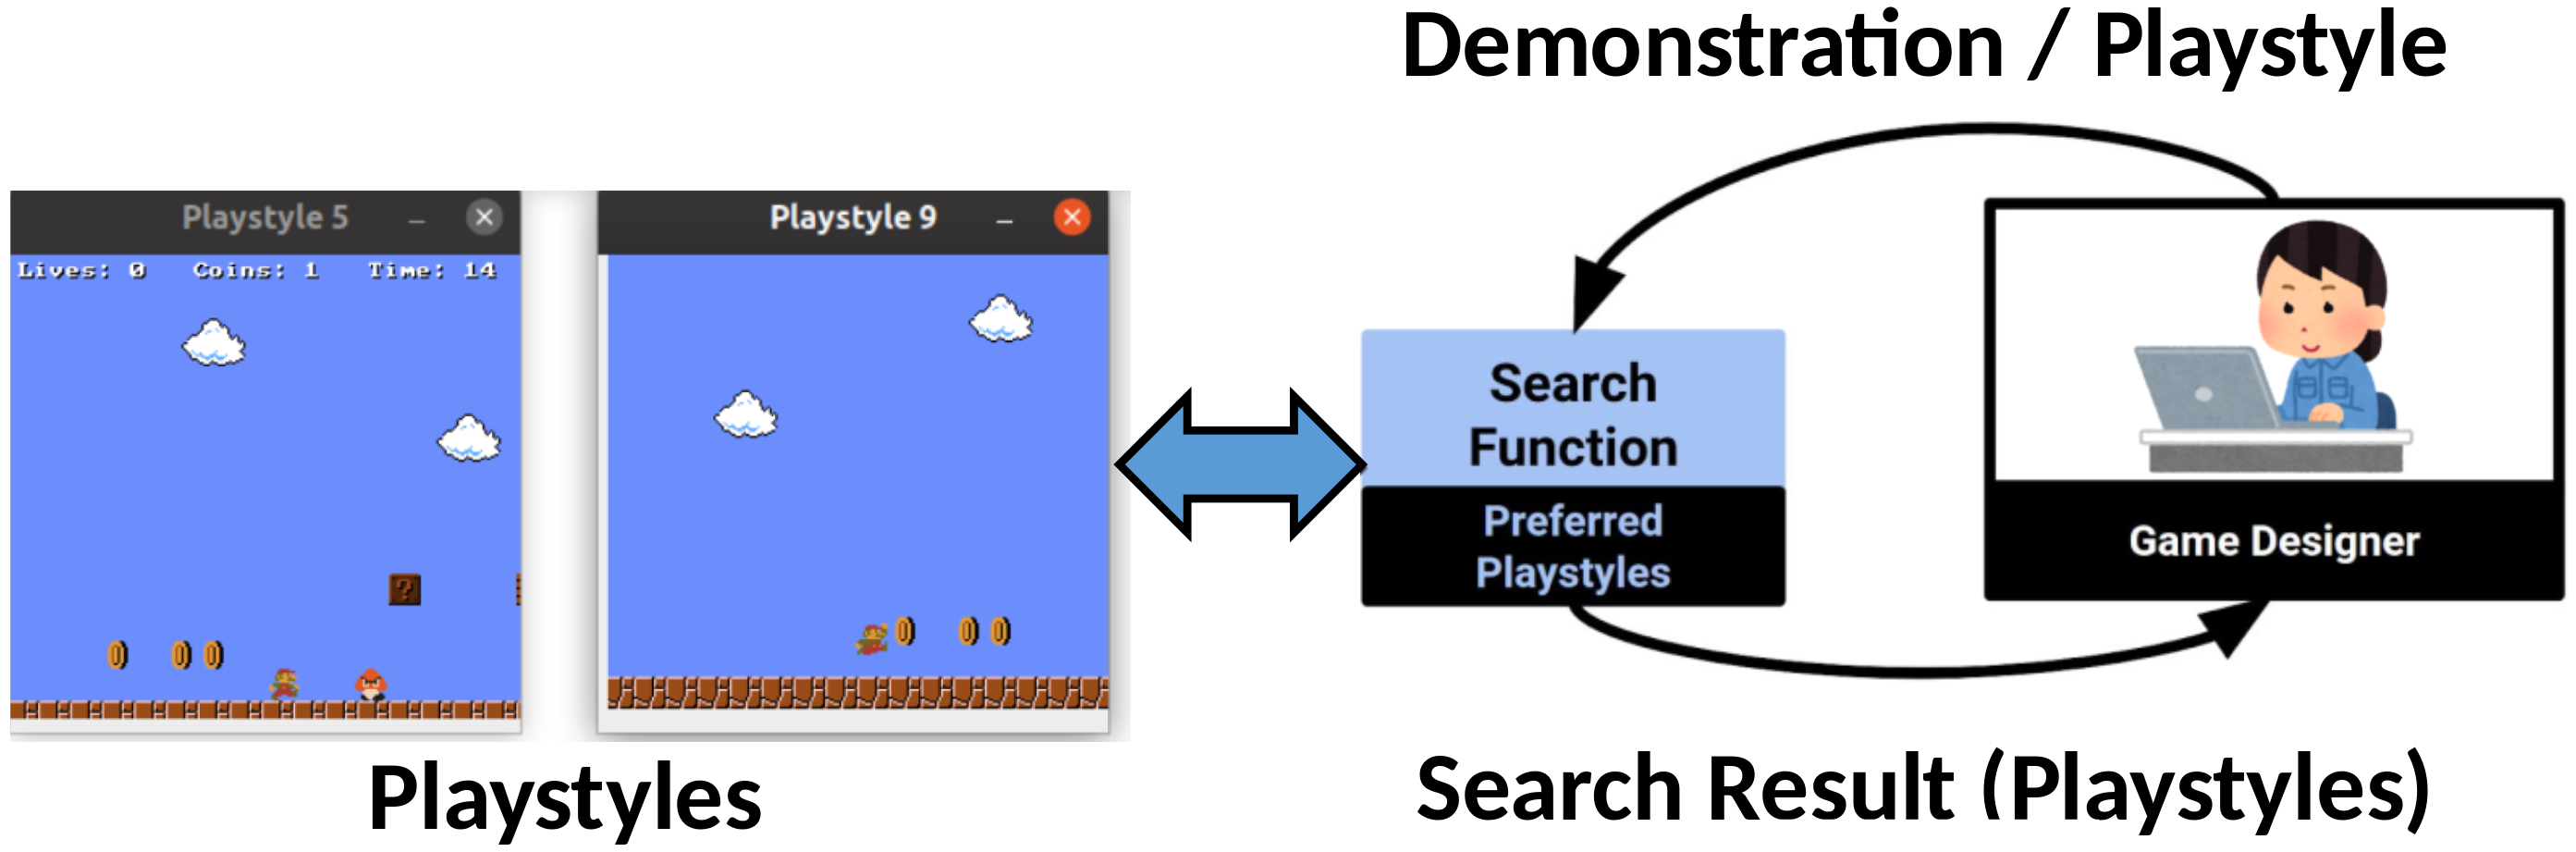 Demonstration / Playstyle
Playstyle 5
Playstyle 9
Lives: 0 Coins: 1 Time: 14
?
Search
Function
Preferred
Playstyles
Game Designer
Playstyles
Search Result (Playstyles)